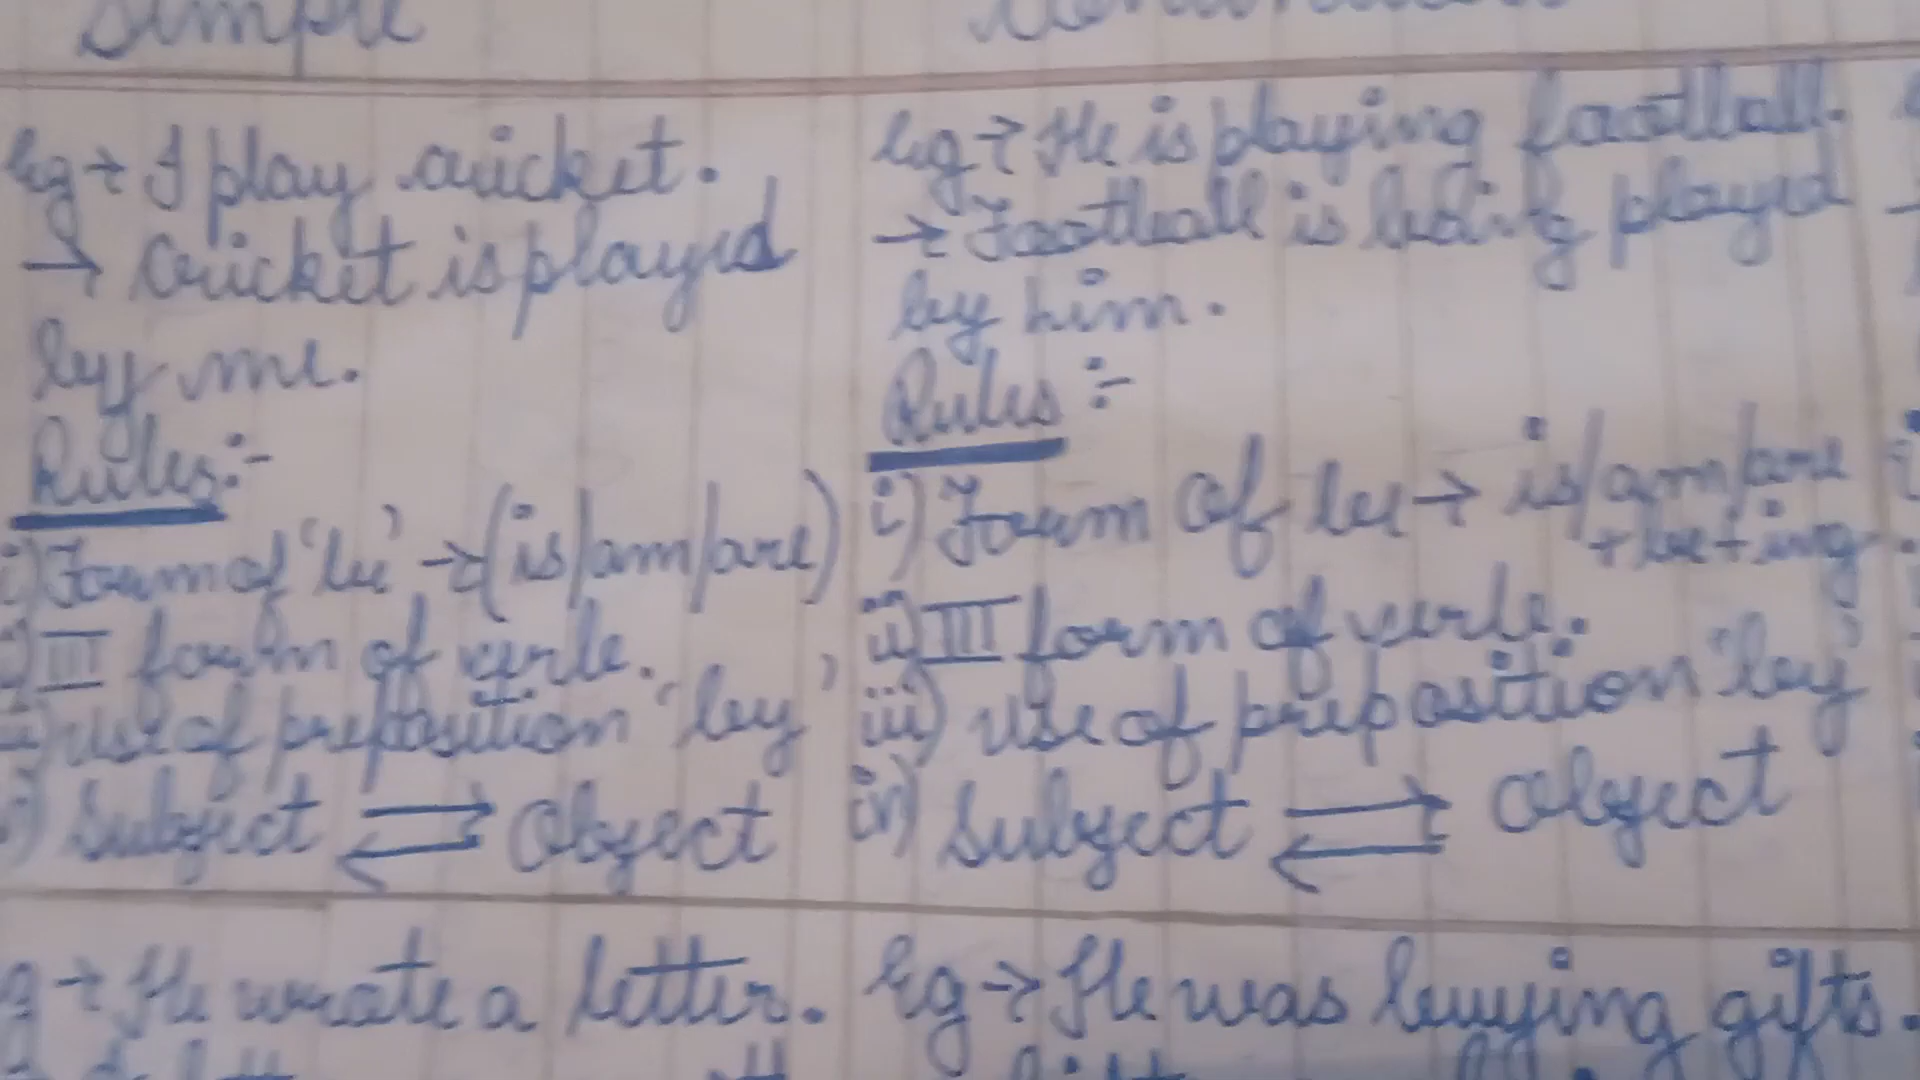 Simple
Eg → I play cricket.
→ Cricket is played
by me.
Rules:-
i) Form of 'be' → (is/am/are)
III form of verb.
use of preposition 'by'
Subject ⇄ Object
Eg → He is playing football.
→ Football is being played
by him.
Rules :-
i) Form of be → is/am/are
+be+ing.
ii) III form of verb.
iii) use of preposition 'by'
iv) Subject ⇄ Object
g → He wrote a letter.
Eg → He was buying gifts.